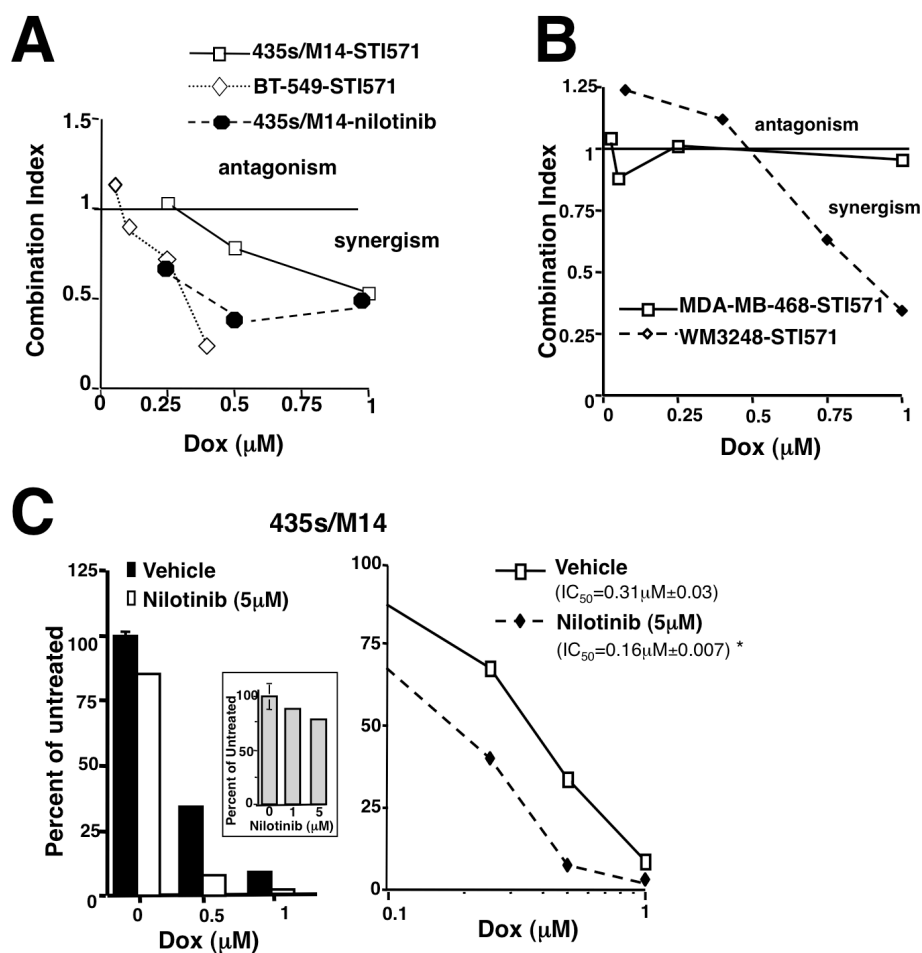 A
435s/M14-STI571
BT-549-STI571
435s/M14-nilotinib
1.5
1
0.5
0
Combination Index
antagonism
synergism
0
0.25
0.5
0.75
1
Dox (μM)
B
1.25
1
0.75
0.5
0.25
0
Combination Index
antagonism
synergism
MDA-MB-468-STI571
WM3248-STI571
0
0.25
0.5
0.75
1
Dox (μM)
C
435s/M14
125
100
75
50
25
0
Percent of untreated
Vehicle
Nilotinib (5μM)
0
0.5
1
Dox (μM)
100
50
0
Percent of Untreated
0
1
5
Nilotinib (μM)
100
75
50
25
0
Vehicle
(IC50=0.31μM±0.03)
Nilotinib (5μM)
(IC50=0.16μM±0.007) *
0.1
1
Dox (μM)